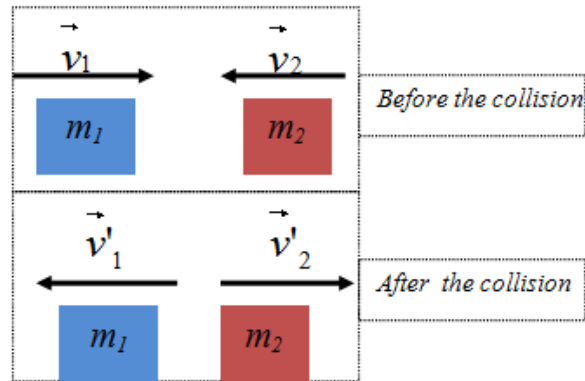 v₁ v₂
m₁ m₂ Before the collision
v'₁ v'₂
m₁ m₂ After the collision